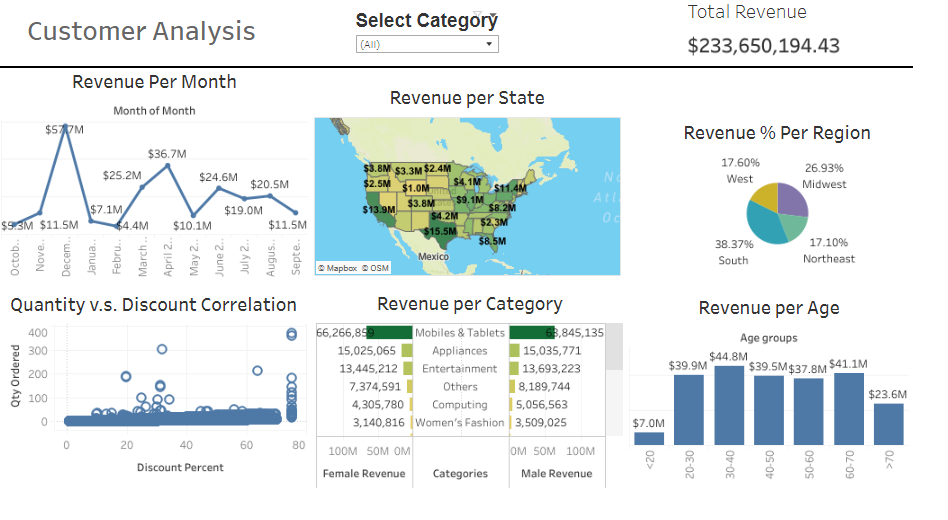 Customer Analysis
Select Category
(All)
Total Revenue
$233,650,194.43
Revenue Per Month
Month of Month
$57.7M
$36.7M
$25.2M
$24.6M
$20.5M
$19.0M
$7.1M
$9.3M
$11.5M
$4.4M
$10.1M
$11.5M
Octob..
Nove..
Decem..
Janua..
Febru..
March ..
April 2..
May 2..
June 2..
July 2..
Augus..
Septe..
Revenue per State
$3.8M
$3.3M
$2.4M
$2.5M
$1.0M
$4.1M
$11.4M
$3.8M
$9.1M
$8.2M
$13.9M
$4.2M
$2.3M
$15.5M
$8.5M
Mexico
© Mapbox © OSM
Revenue % Per Region
17.60%
West
26.93%
Midwest
38.37%
South
17.10%
Northeast
Quantity v.s. Discount Correlation
Qty Ordered
400
300
200
100
0
0 20 40 60 80
Discount Percent
Revenue per Category
66,266,859 Mobiles & Tablets 63,845,135
15,025,065 Appliances 15,035,771
13,445,212 Entertainment 13,693,223
7,374,591 Others 8,189,744
4,305,780 Computing 5,056,563
3,140,816 Women's Fashion 3,509,025
100M 50M 0M 0M 50M 100M
Female Revenue Categories Male Revenue
Revenue per Age
Age groups
$7.0M
$39.9M
$44.8M
$39.5M
$37.8M
$41.1M
$23.6M
<20
20-30
30-40
40-50
50-60
60-70
>70